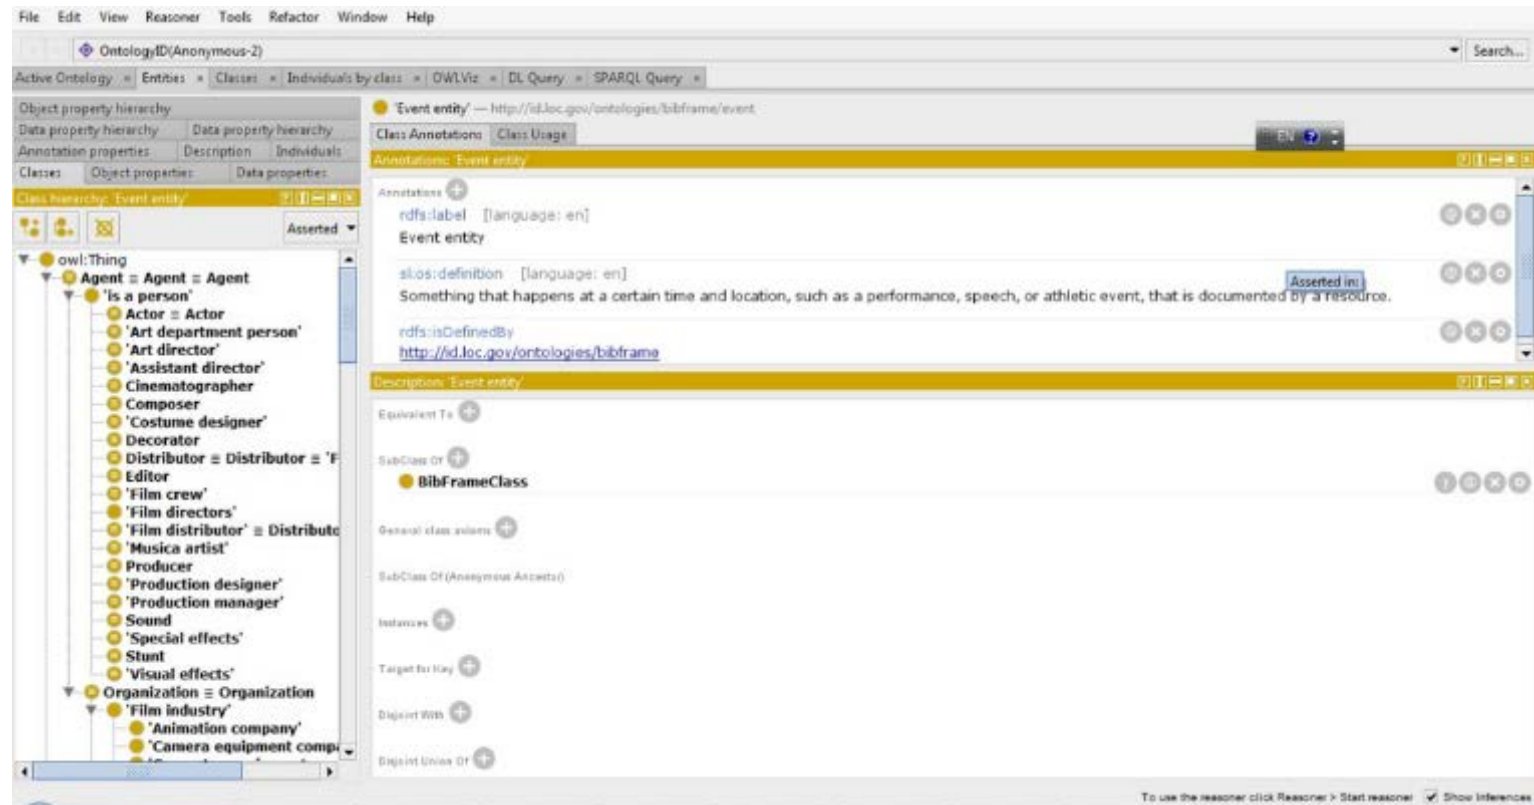 File Edit View Reasoner Tools Refactor Window Help
OntologyID(Anonymous-2)
Search...
Active Ontology × Entities × Classes × Individuals by class × OWLViz × DL Query × SPARQL Query ×
Object property hierarchy
Data property hierarchy Data property hierarchy
Annotation properties Description Individuals
Classes Object properties Data properties
Class hierarchy: 'Event entity'
Asserted
owl:Thing
Agent ≡ Agent ≡ Agent
'is a person'
Actor ≡ Actor
'Art department person'
'Art director'
'Assistant director'
Cinematographer
Composer
'Costume designer'
Decorator
Distributor ≡ Distributor ≡ 'F
Editor
'Film crew'
'Film directors'
'Film distributor' ≡ Distributo
'Musica artist'
Producer
'Production designer'
'Production manager'
Sound
'Special effects'
Stunt
'Visual effects'
Organization ≡ Organization
'Film industry'
'Animation company'
'Camera equipment compa
'Event entity' — http://id.loc.gov/ontologies/bibframe/event
Class Annotations Class Usage
EN
Annotations: 'Event entity'
Annotations
rdfs:label [language: en]
Event entity
skos:definition [language: en]
Asserted in:
Something that happens at a certain time and location, such as a performance, speech, or athletic event, that is documented by a resource.
rdfs:isDefinedBy
http://id.loc.gov/ontologies/bibframe
Description: 'Event entity'
Equivalent To
SubClass Of
BibFrameClass
General class axioms
SubClass Of (Anonymous Ancestor)
Instances
Target for Key
Disjoint With
Disjoint Union Of
To use the reasoner click Reasoner > Start reasoner Show Inferences